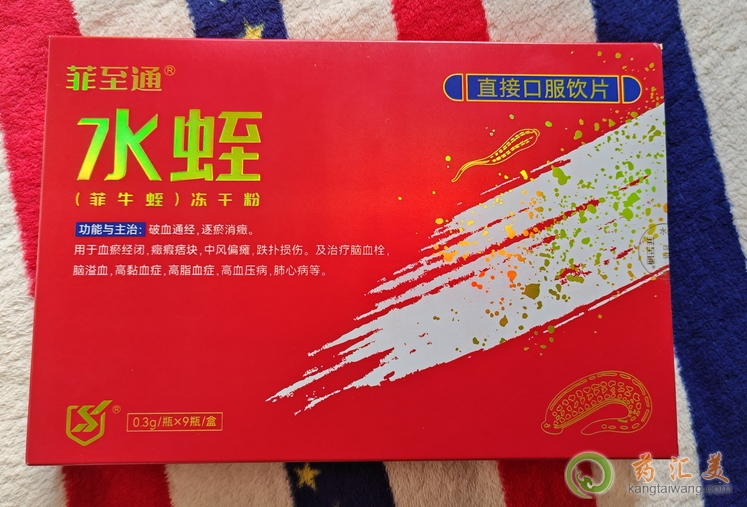 菲至通®
直接口服饮片
水蛭
(菲牛蛭)冻干粉
功能与主治: 破血通经,逐瘀消癥。
用于血瘀经闭,癥瘕痞块,中风偏瘫,跌扑损伤。及治疗脑血栓,
脑溢血,高黏血症,高脂血症,高血压病,肺心病等。
®
0.3g/瓶×9瓶/盒
药汇美
kangtaiwang.com